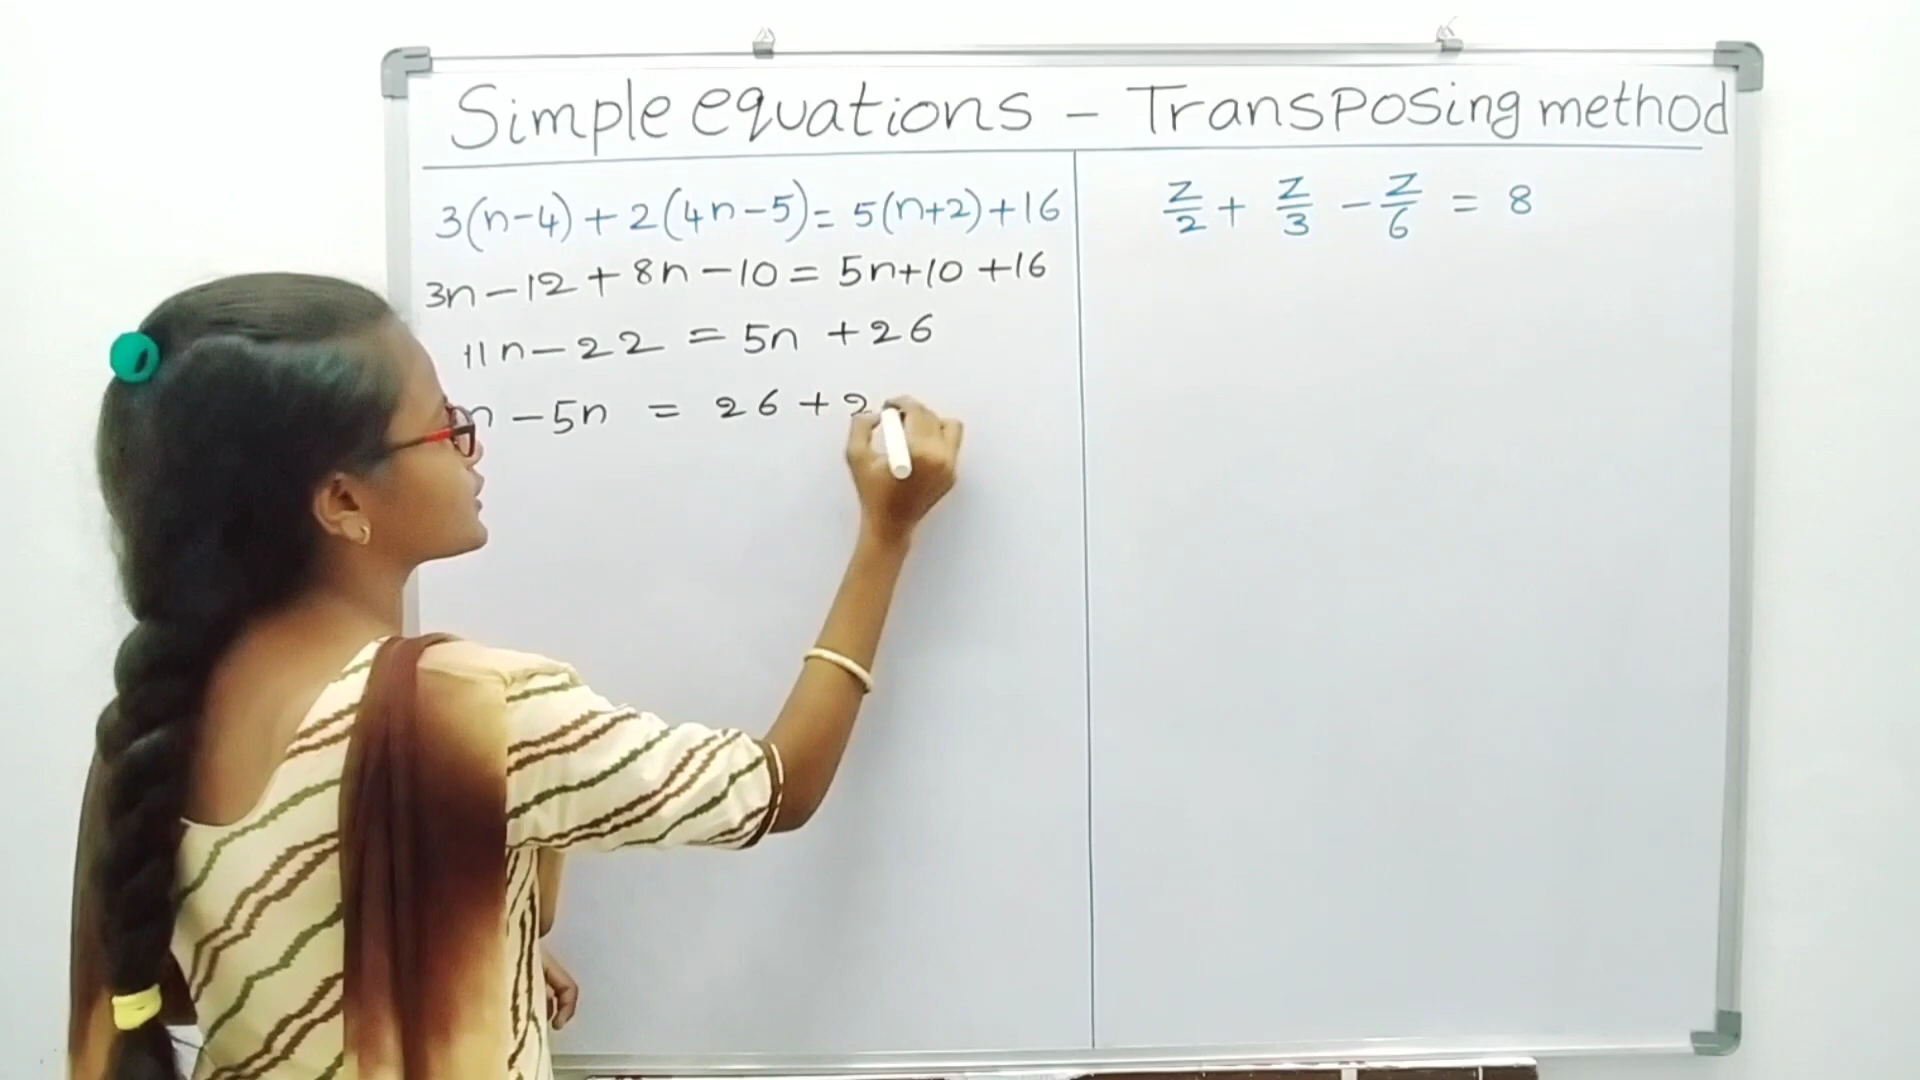 Simple equations - Transposing method
3(n-4) + 2(4n-5) = 5(n+2) + 16
3n - 12 + 8n - 10 = 5n + 10 + 16
11n - 22 = 5n + 26
n - 5n = 26 + 2
z/2 + z/3 - z/6 = 8